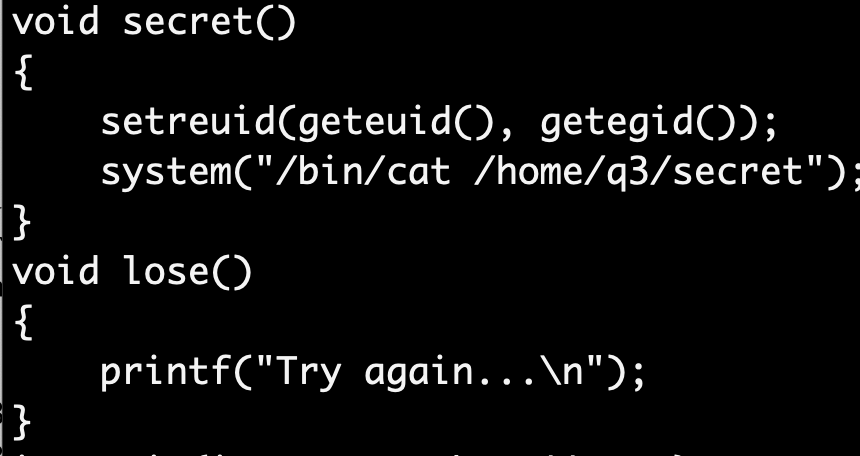 void secret()
{
    setreuid(geteuid(), getegid());
    system("/bin/cat /home/q3/secret");
}
void lose()
{
    printf("Try again...\n");
}